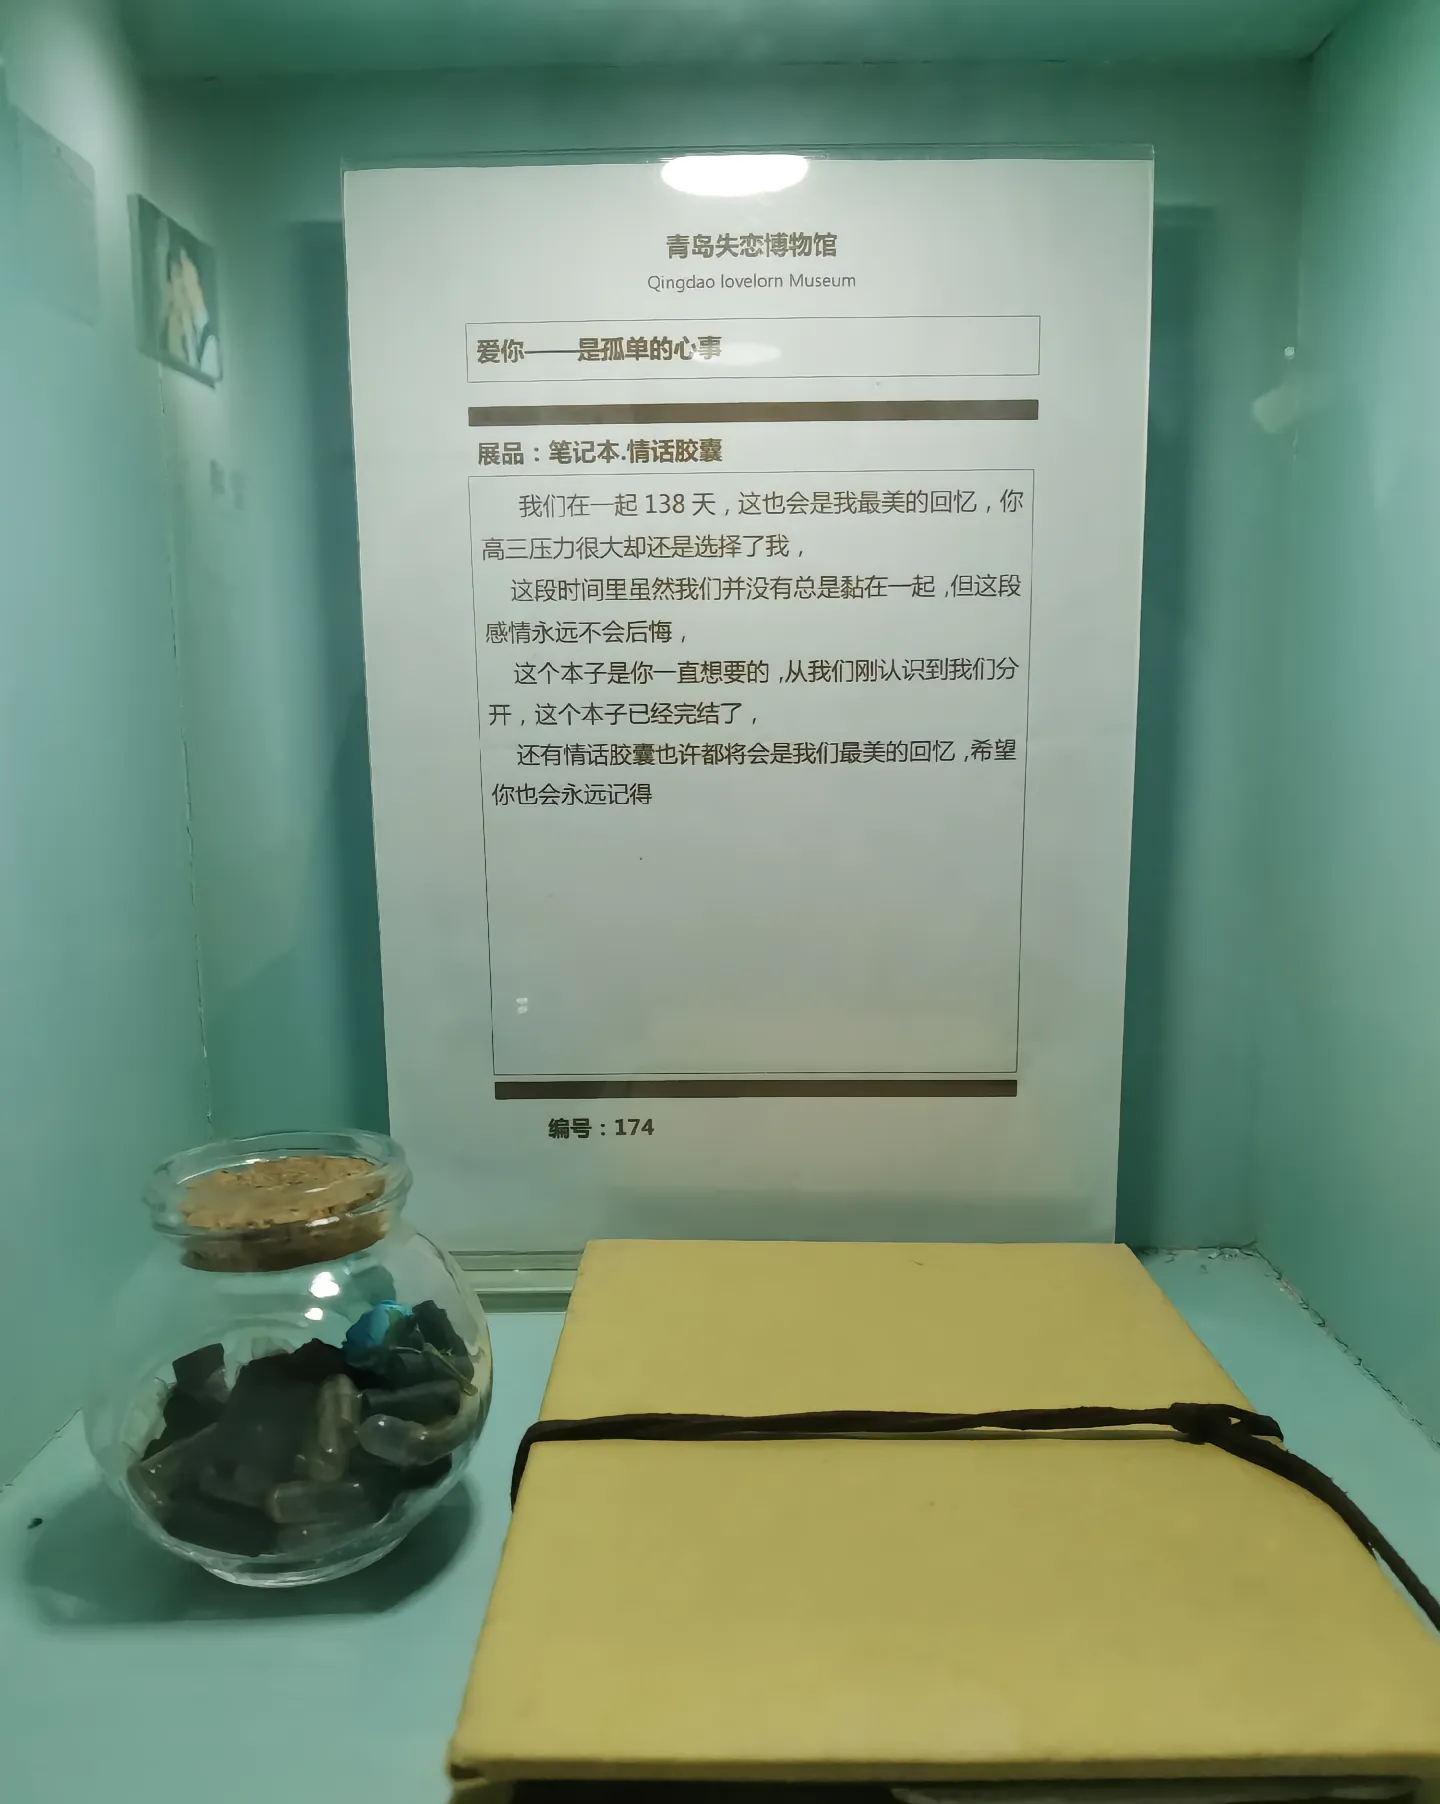 青岛失恋博物馆
Qingdao lovelorn Museum
爱你——是孤单的心事
展品：笔记本.情话胶囊
我们在一起 138 天，这也会是我最美的回忆，你
高三压力很大却还是选择了我，
这段时间里虽然我们并没有总是黏在一起，但这段
感情永远不会后悔，
这个本子是你一直想要的，从我们刚认识到我们分
开，这个本子已经完结了，
还有情话胶囊也许都将会是我们最美的回忆，希望
你也会永远记得
编号：174